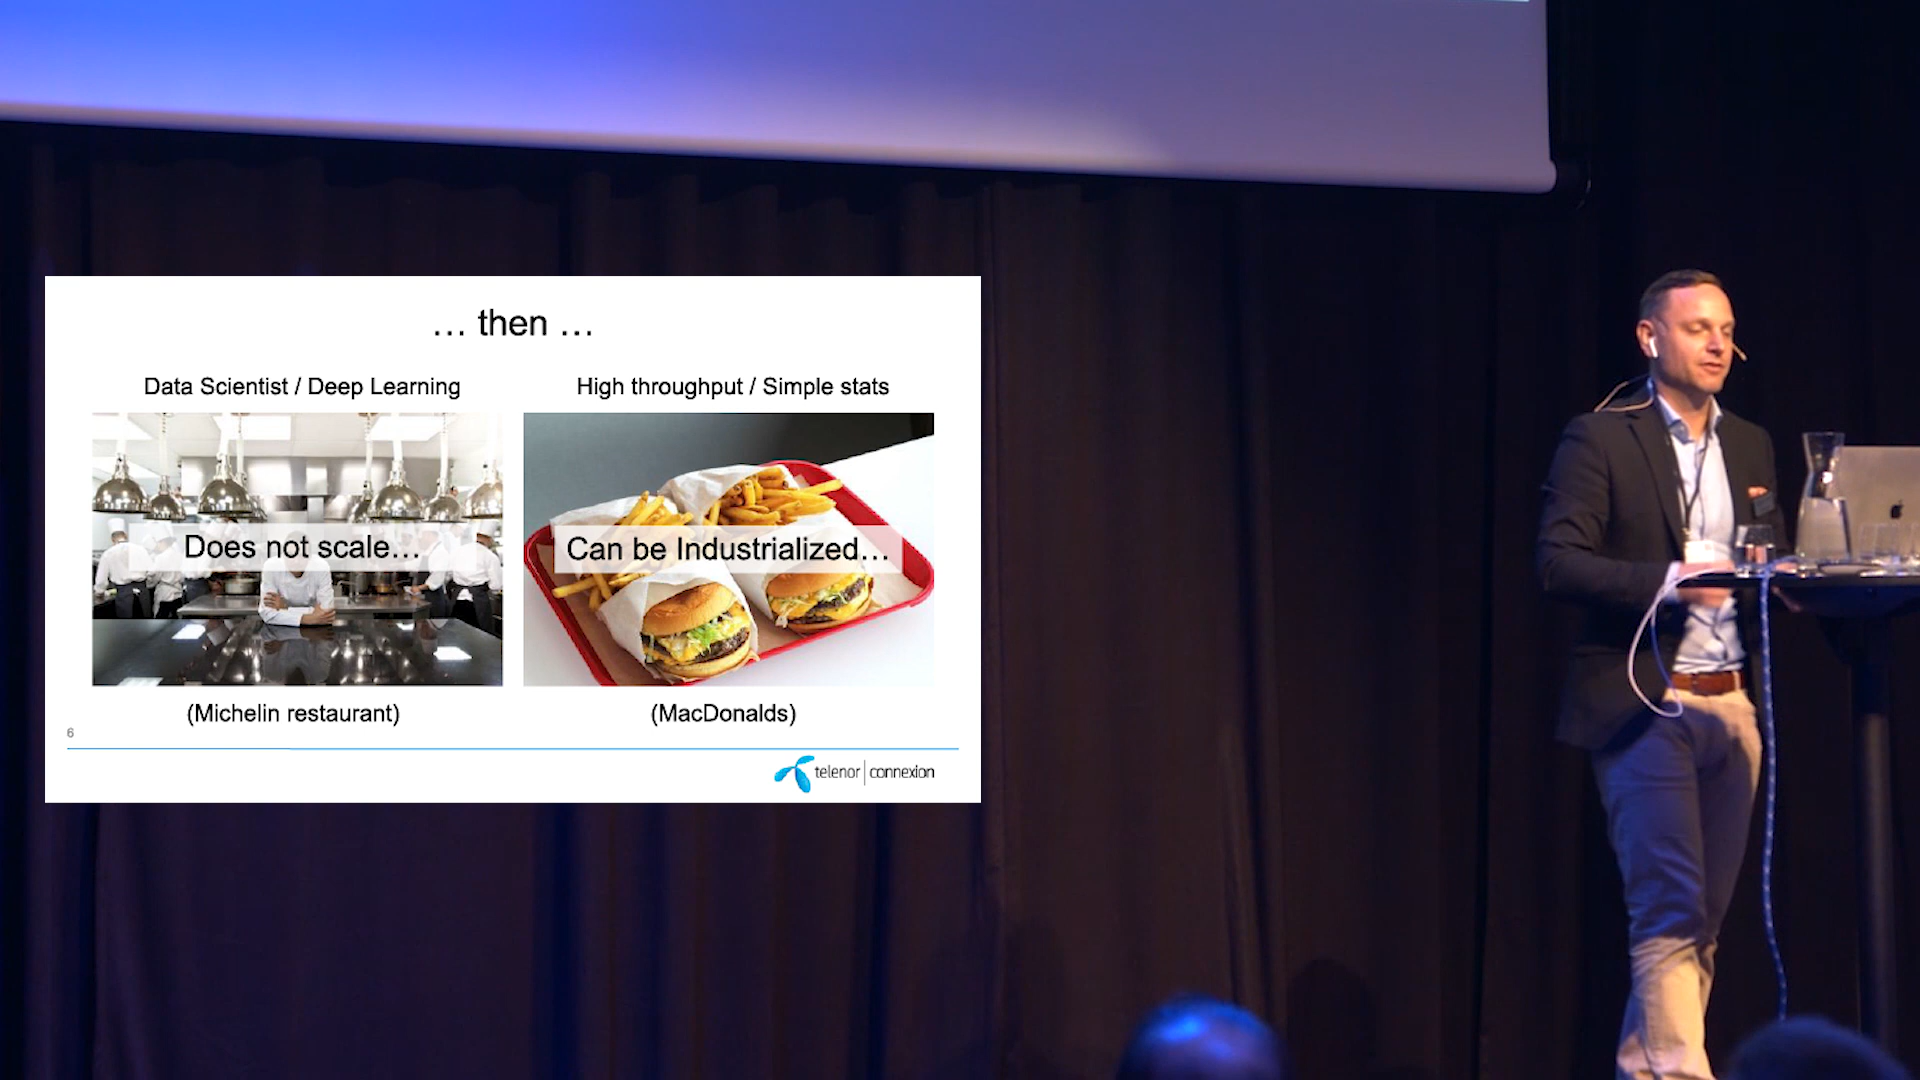 … then …
Data Scientist / Deep Learning
High throughput / Simple stats
Does not scale…
Can be Industrialized…
(Michelin restaurant)
(MacDonalds)
6
telenor | connexion